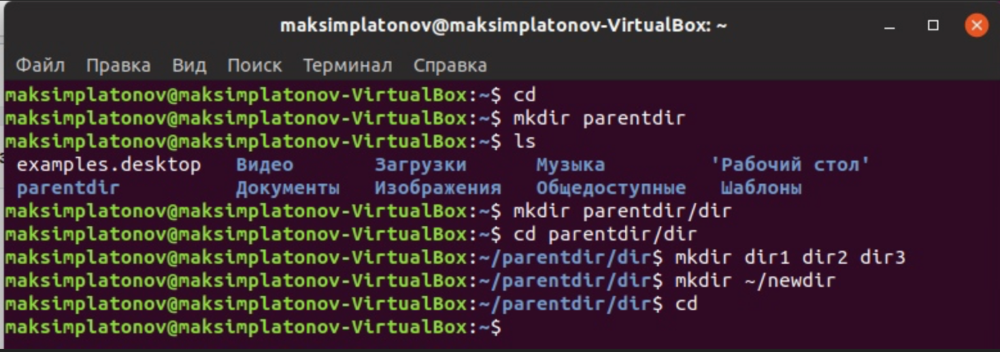 maksimplatonov@maksimplatonov-VirtualBox: ~
Файл Правка Вид Поиск Терминал Справка
maksimplatonov@maksimplatonov-VirtualBox:~$ cd
maksimplatonov@maksimplatonov-VirtualBox:~$ mkdir parentdir
maksimplatonov@maksimplatonov-VirtualBox:~$ ls
examples.desktop Видео Загрузки Музыка 'Рабочий стол'
parentdir Документы Изображения Общедоступные Шаблоны
maksimplatonov@maksimplatonov-VirtualBox:~$ mkdir parentdir/dir
maksimplatonov@maksimplatonov-VirtualBox:~$ cd parentdir/dir
maksimplatonov@maksimplatonov-VirtualBox:~/parentdir/dir$ mkdir dir1 dir2 dir3
maksimplatonov@maksimplatonov-VirtualBox:~/parentdir/dir$ mkdir ~/newdir
maksimplatonov@maksimplatonov-VirtualBox:~/parentdir/dir$ cd
maksimplatonov@maksimplatonov-VirtualBox:~$